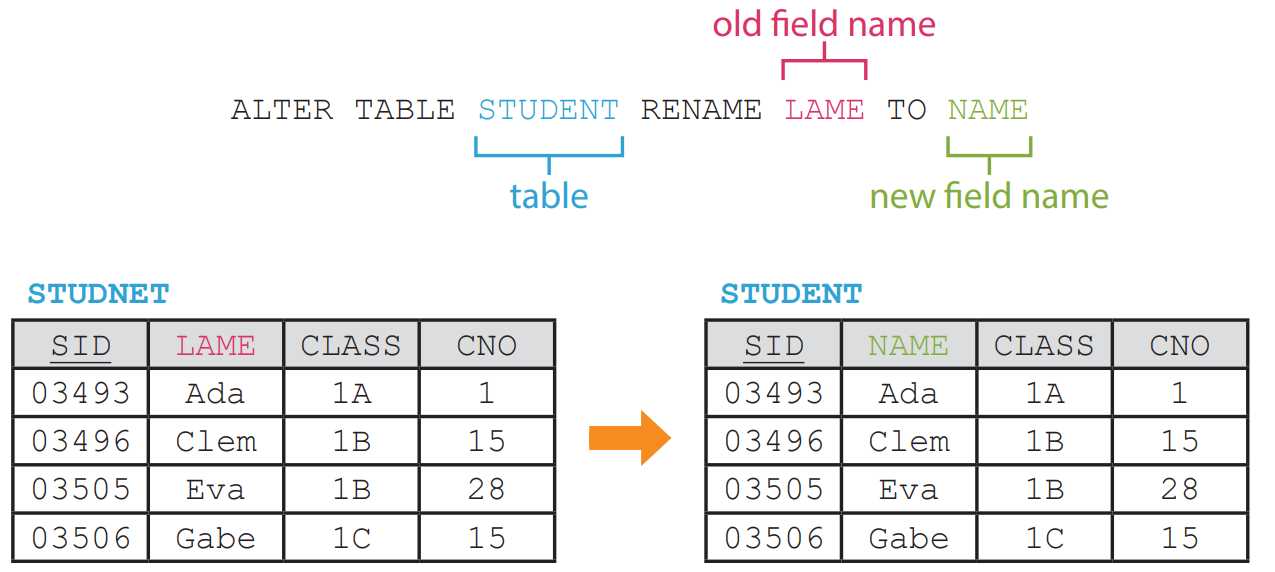 old field name
ALTER TABLE STUDENT RENAME LAME TO NAME
table
new field name
STUDNET
SID LAME CLASS CNO
03493 Ada 1A 1
03496 Clem 1B 15
03505 Eva 1B 28
03506 Gabe 1C 15
STUDENT
SID NAME CLASS CNO
03493 Ada 1A 1
03496 Clem 1B 15
03505 Eva 1B 28
03506 Gabe 1C 15